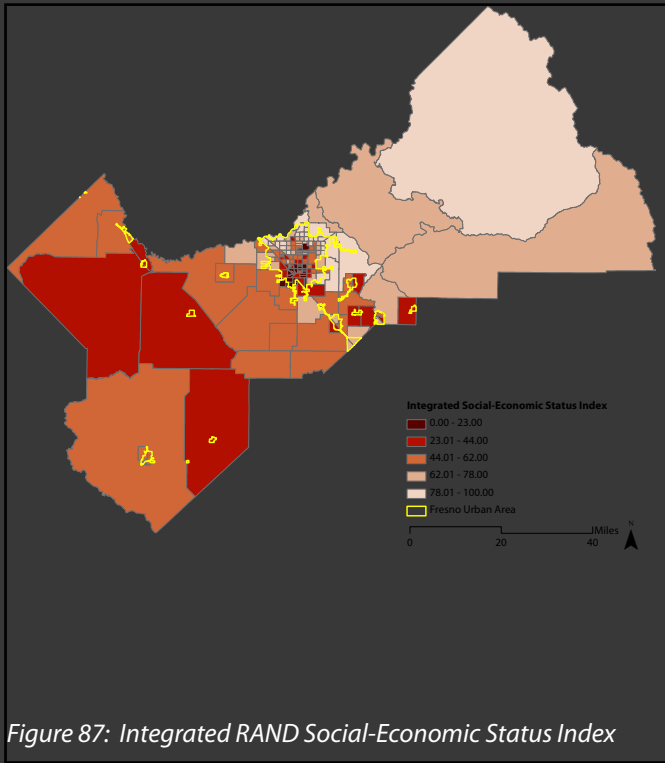 Integrated Social-Economic Status Index
0.00 - 23.00
23.01 - 44.00
44.01 - 62.00
62.01 - 78.00
78.01 - 100.00
Fresno Urban Area
Miles
0 20 40
N
Figure 87: Integrated RAND Social-Economic Status Index